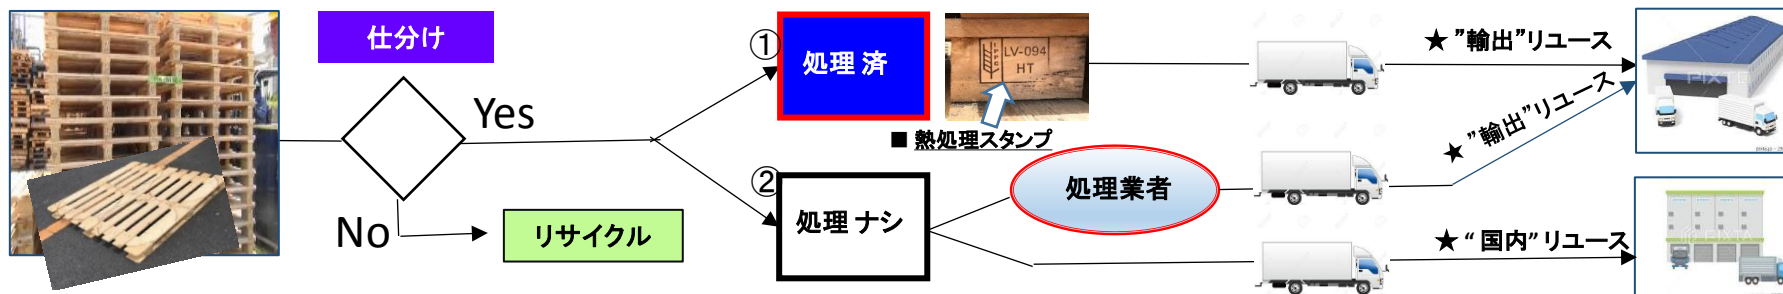 仕分け
Yes
No
リサイクル
①
処理 済
LV-094
HT
■ 熱処理スタンプ
②
処理 ナシ
処理業者
★ ”輸出”リユース
★ ”輸出”リユース
★ “ 国内” リユース